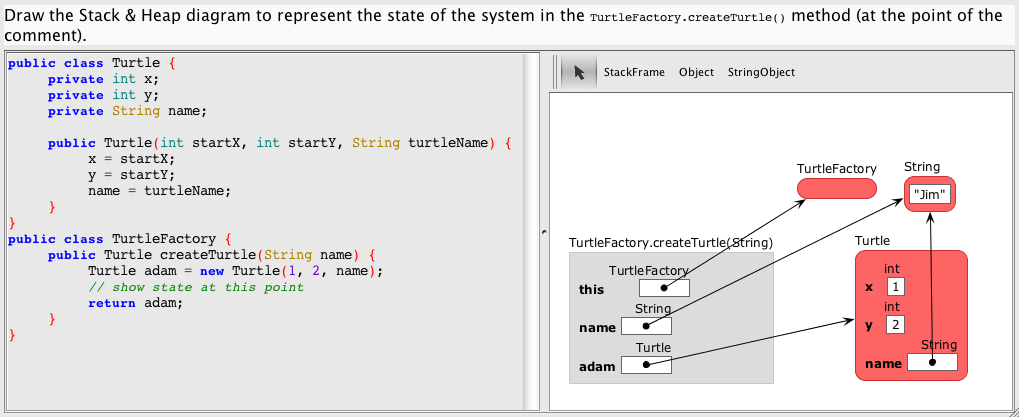 Draw the Stack & Heap diagram to represent the state of the system in the TurtleFactory.createTurtle() method (at the point of the
comment).
public class Turtle {
private int x;
private int y;
private String name;
public Turtle(int startX, int startY, String turtleName) {
x = startX;
y = startY;
name = turtleName;
}
}
public class TurtleFactory {
public Turtle createTurtle(String name) {
Turtle adam = new Turtle(1, 2, name);
// show state at this point
return adam;
}
}
StackFrame Object StringObject
TurtleFactory
String
"Jim"
TurtleFactory.createTurtle(String)
TurtleFactory
this
String
name
Turtle
adam
Turtle
int
x 1
int
y 2
String
name